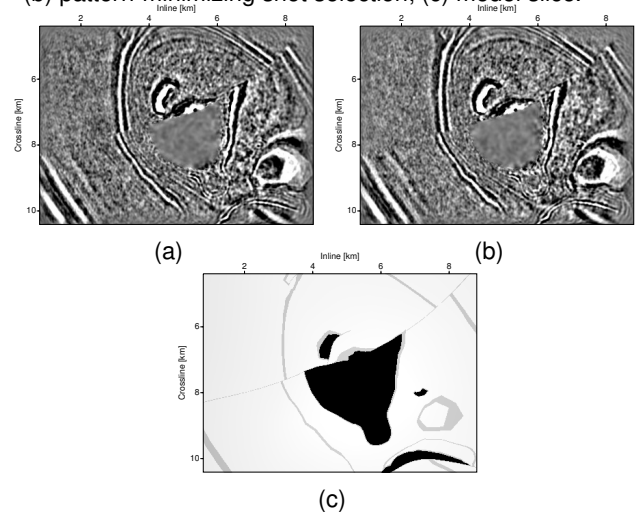 (b) pattern-minimizing shot selection; (c) model slice.
Inline [km]
2 4 6 8
Crossline [km]
6
8
10
(a)
Inline [km]
2 4 6 8
Crossline [km]
6
8
10
(b)
Inline [km]
2 4 6 8
Crossline [km]
6
8
10
(c)